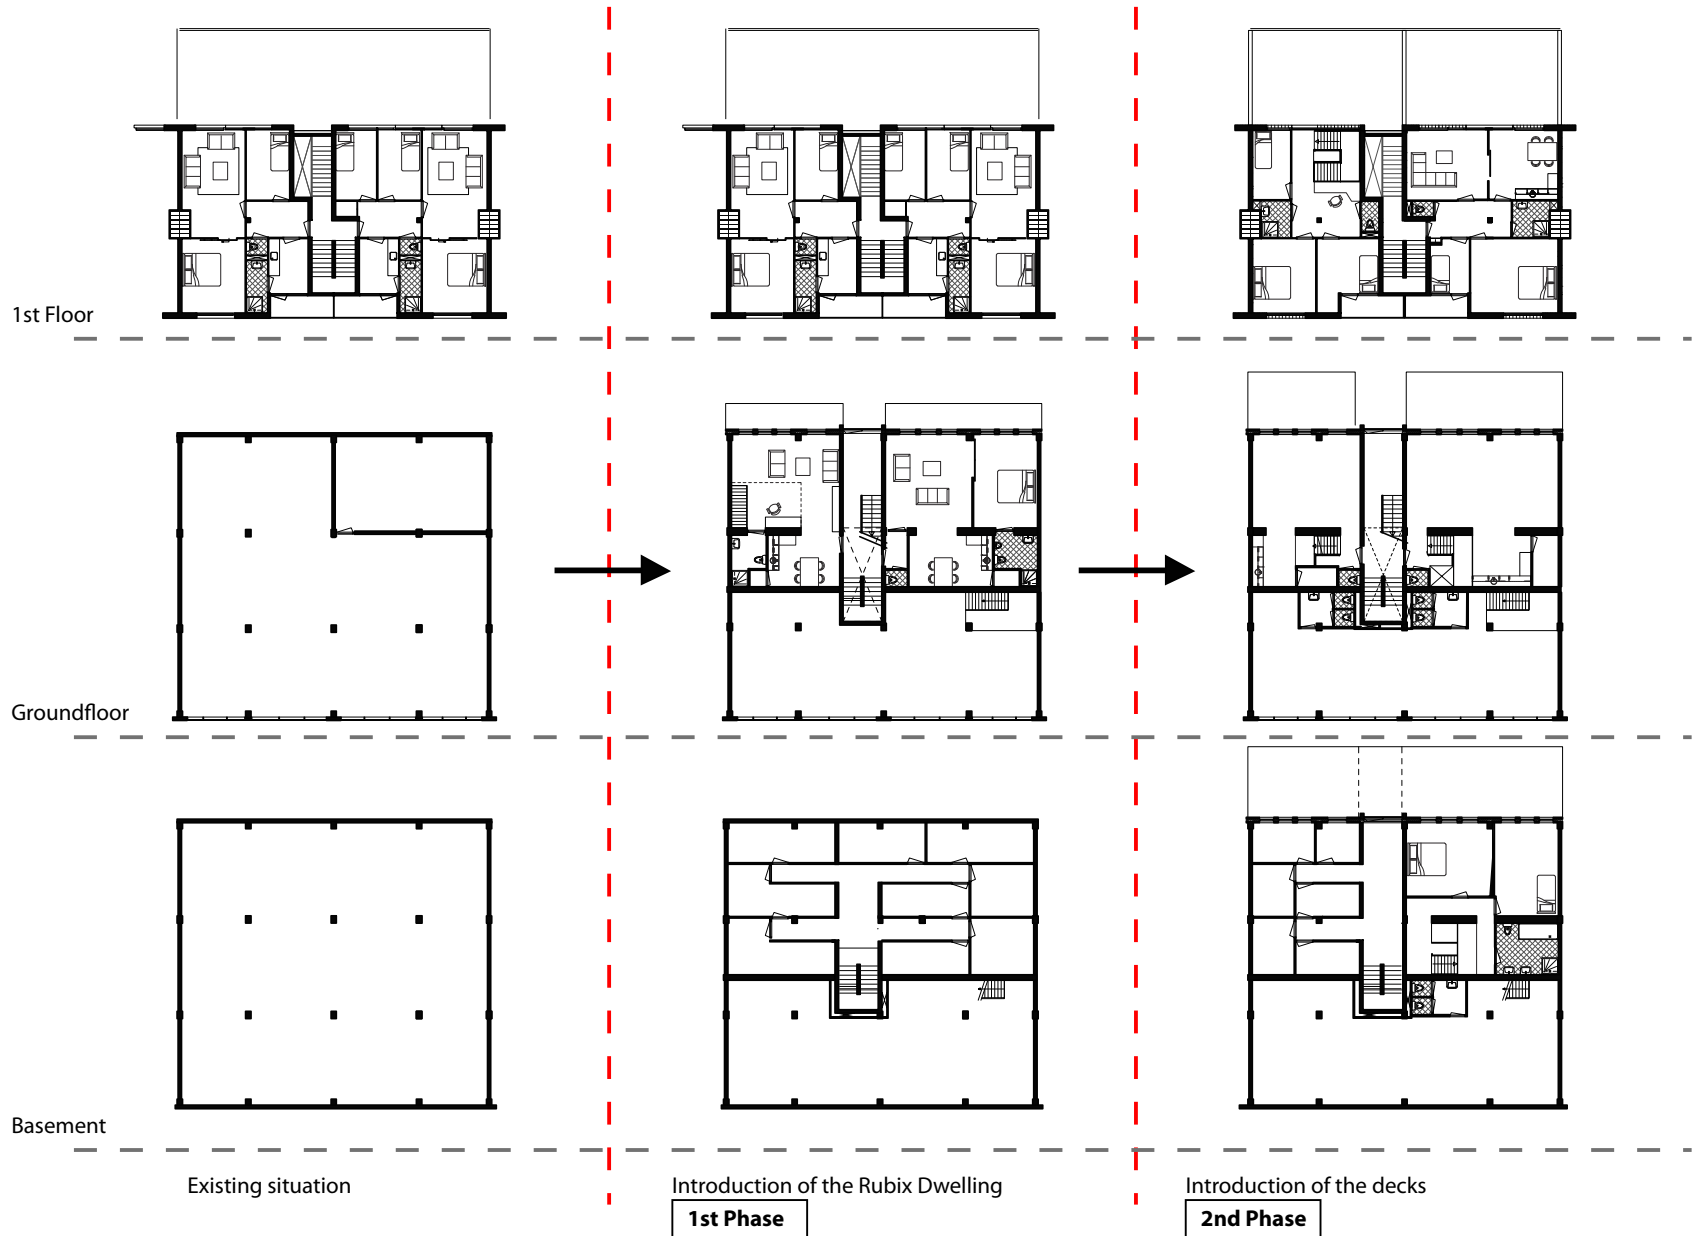 1st Floor
Groundfloor
Basement
Existing situation
Introduction of the Rubix Dwelling
1st Phase
Introduction of the decks
2nd Phase